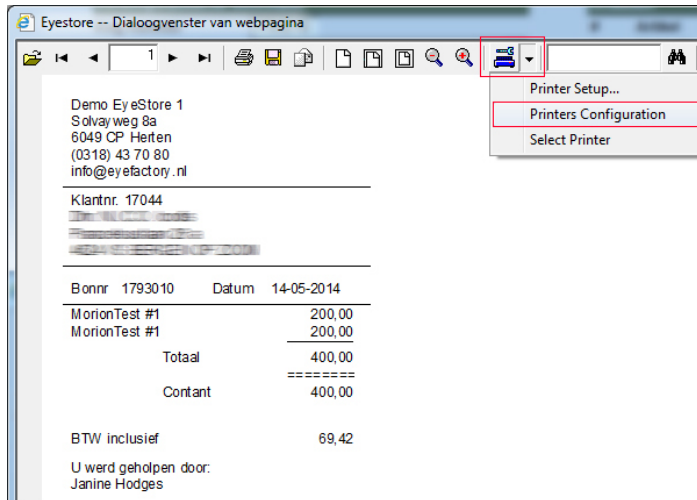 Eyestore -- Dialoogvenster van webpagina
1
Printer Setup...
Printers Configuration
Select Printer
Demo EyeStore 1
Solvayweg 8a
6049 CP Herten
(0318) 43 70 80
info@eyefactory.nl
Klantnr. 17044
Bonnr 1793010 Datum 14-05-2014
MorionTest #1 200,00
MorionTest #1 200,00
Totaal 400,00
========
Contant 400,00
BTW inclusief 69,42
U werd geholpen door:
Janine Hodges